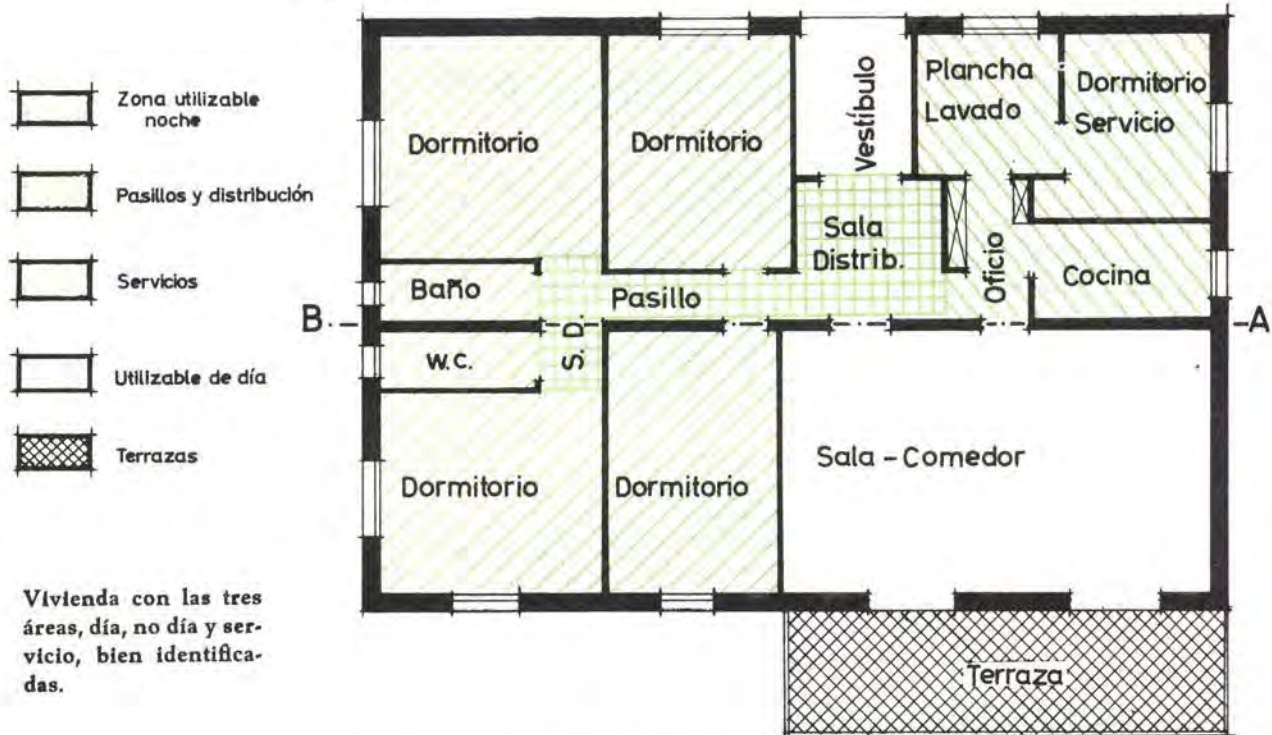 Zona utilizable
noche
Pasillos y distribución
Servicios
Utilizable de día
Terrazas
Vivienda con las tres
áreas, día, no día y ser-
vicio, bien identifica-
das.
Dormitorio
Dormitorio
Vestíbulo
Plancha
Lavado
Dormitorio
Servicio
Sala
Distrib.
Oficio
Cocina
Baño
Pasillo
B
A
W.C.
S. D.
Dormitorio
Dormitorio
Sala - Comedor
Terraza